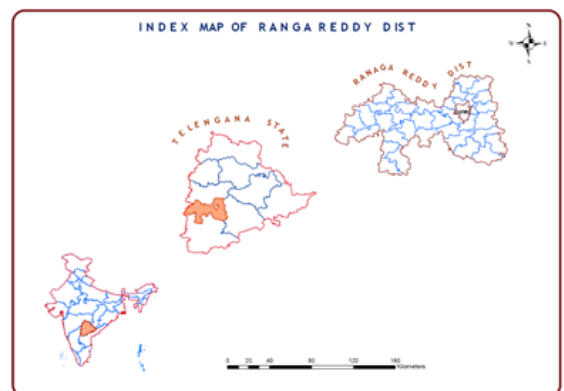 INDEX MAP OF RANGA REDDY DIST
N
W E
S
RANAGA REDDY DIST
TELENGANA STATE
0 20 40 80 120 160
Kilometers